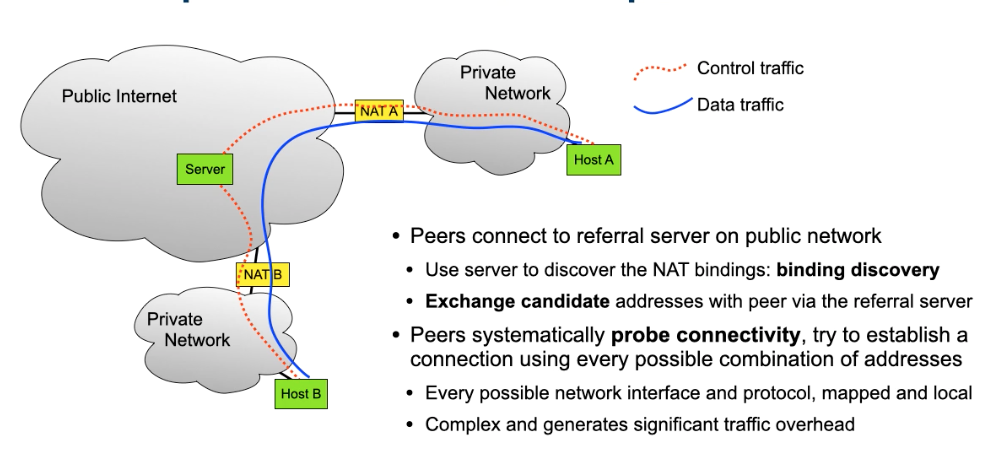 Public Internet
Private
Network
Control traffic
Data traffic
NAT A
Server
Host A
NAT B
Private
Network
Host B
• Peers connect to referral server on public network
• Use server to discover the NAT bindings: binding discovery
• Exchange candidate addresses with peer via the referral server
• Peers systematically probe connectivity, try to establish a
connection using every possible combination of addresses
• Every possible network interface and protocol, mapped and local
• Complex and generates significant traffic overhead